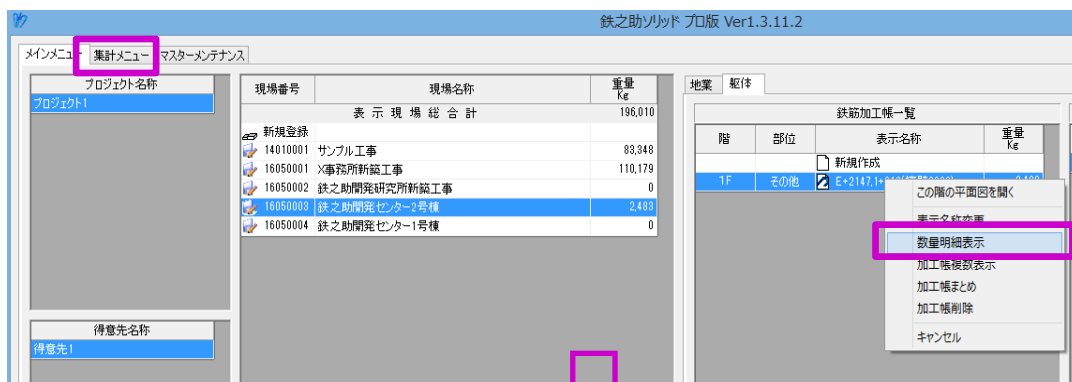 鉄之助ソリッド プロ版 Ver1.3.11.2
メインメニュー 集計メニュー マスターメンテナンス
プロジェクト名称
プロジェクト1
得意先名称
得意先1
現場番号 現場名称 重量 Kg
表 示 現 場 総 合 計 196,010
新規登録
14010001 サンプル工事 83,348
16050001 X事務所新築工事 110,179
16050002 鉄之助開発研究所新築工事 0
16050003 鉄之助開発センター2号棟 2,483
16050004 鉄之助開発センター1号棟 0
地業 躯体
鉄筋加工帳一覧
階 部位 表示名称 重量 Kg
新規作成
1F その他
この階の平面図を開く
表示名称変更
数量明細表示
加工帳複数表示
加工帳まとめ
加工帳削除
キャンセル